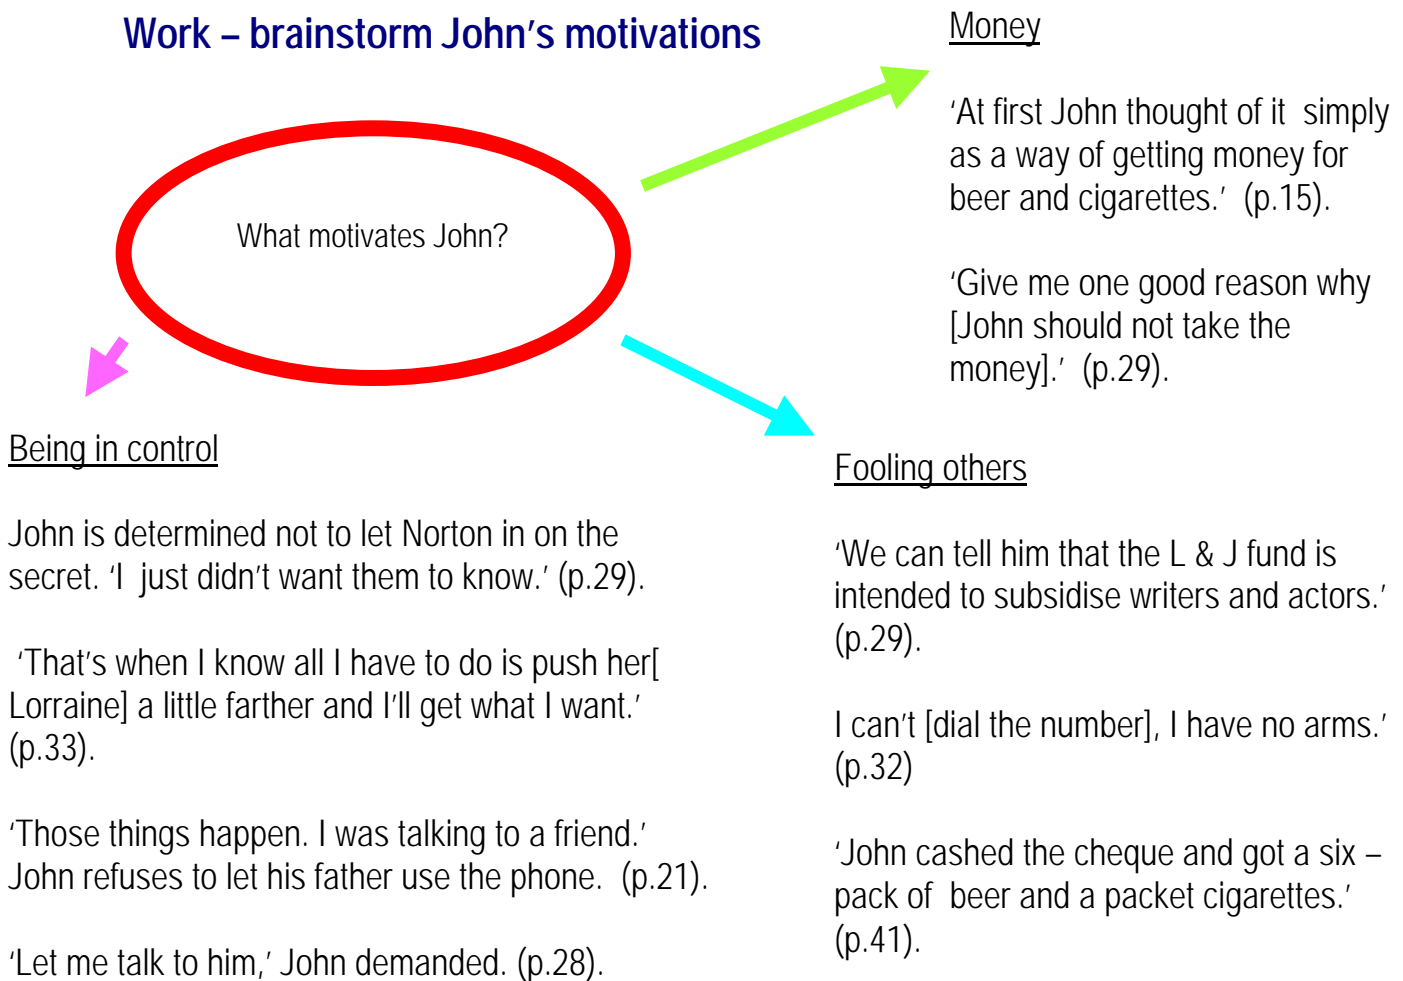 Work – brainstorm John's motivations
What motivates John?
Money
‘At first John thought of it  simply
as a way of getting money for
beer and cigarettes.’  (p.15).
‘Give me one good reason why
[John should not take the
money].’  (p.29).
Being in control
John is determined not to let Norton in on the
secret. ‘I  just didn’t want them to know.’ (p.29).
‘That’s when I know all I have to do is push her[
Lorraine] a little farther and I’ll get what I want.’
(p.33).
‘Those things happen. I was talking to a friend.’
John refuses to let his father use the phone.  (p.21).
‘Let me talk to him,’ John demanded. (p.28).
Fooling others
‘We can tell him that the L & J fund is
intended to subsidise writers and actors.’
(p.29).
I can’t [dial the number], I have no arms.’
(p.32)
‘John cashed the cheque and got a six –
pack of  beer and a packet cigarettes.’
(p.41).